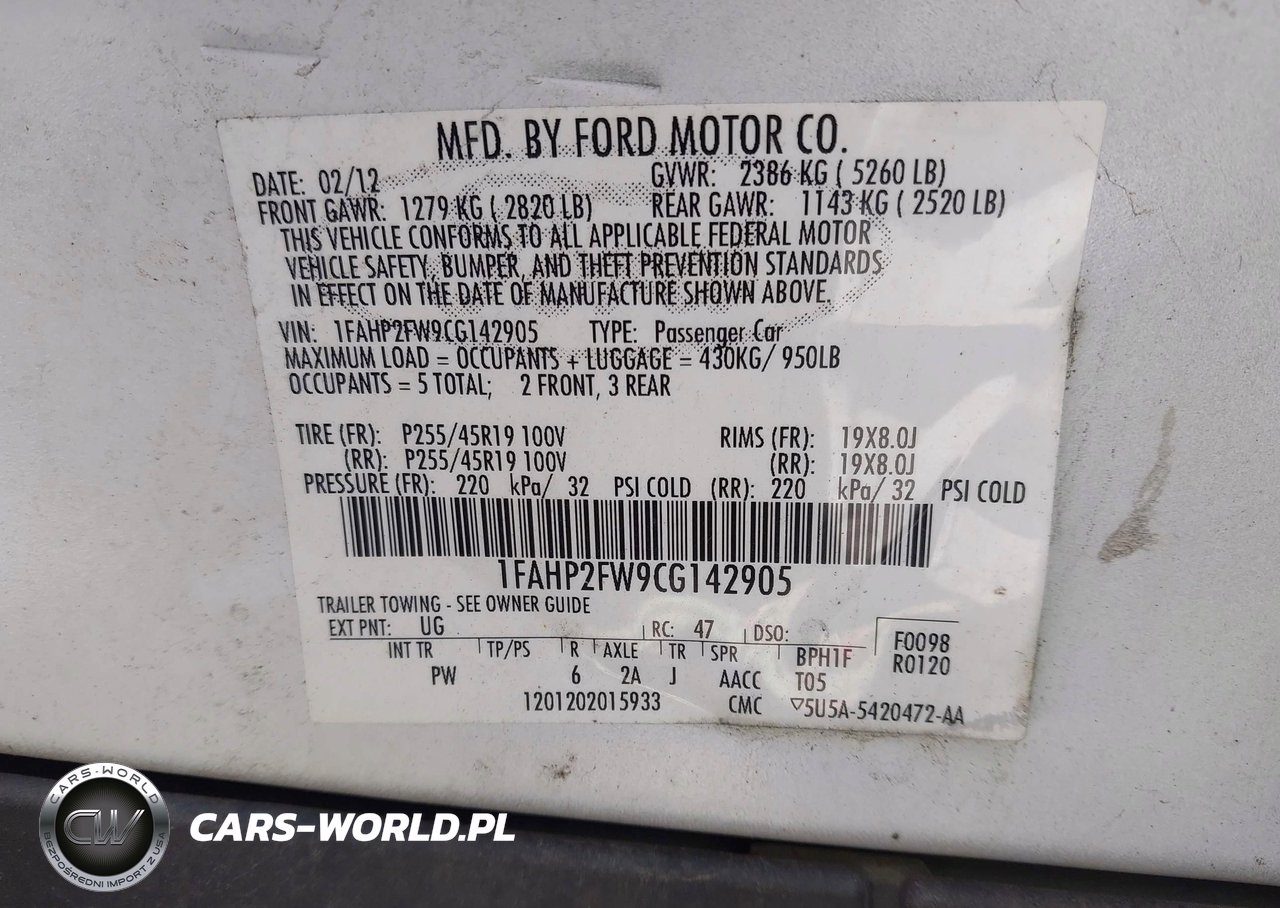 MFD. BY FORD MOTOR CO.
DATE: 02/12 GVWR: 2386 KG ( 5260 LB)
FRONT GAWR: 1279 KG ( 2820 LB) REAR GAWR: 1143 KG ( 2520 LB)
THIS VEHICLE CONFORMS TO ALL APPLICABLE FEDERAL MOTOR
VEHICLE SAFETY, BUMPER, AND THEFT PREVENTION STANDARDS
IN EFFECT ON THE DATE OF MANUFACTURE SHOWN ABOVE.
VIN: 1FAHP2FW9CG142905 TYPE: Passenger Car
MAXIMUM LOAD = OCCUPANTS + LUGGAGE = 430KG/ 950LB
OCCUPANTS = 5 TOTAL; 2 FRONT, 3 REAR
TIRE (FR): P255/45R19 100V RIMS (FR): 19X8.0J
(RR): P255/45R19 100V (RR): 19X8.0J
PRESSURE (FR): 220 kPa/ 32 PSI COLD (RR): 220 kPa/ 32 PSI COLD
1FAHP2FW9CG142905
TRAILER TOWING - SEE OWNER GUIDE
EXT PNT: UG RC: 47 DSO: F0098
INT TR TP/PS R AXLE TR SPR BPH1F R0120
PW 6 2A J AACC T05
1201202015933 CMC ▽5U5A-5420472-AA
CARS-WORLD
CW
BEZPOŚREDNI IMPORT Z USA
CARS-WORLD.PL